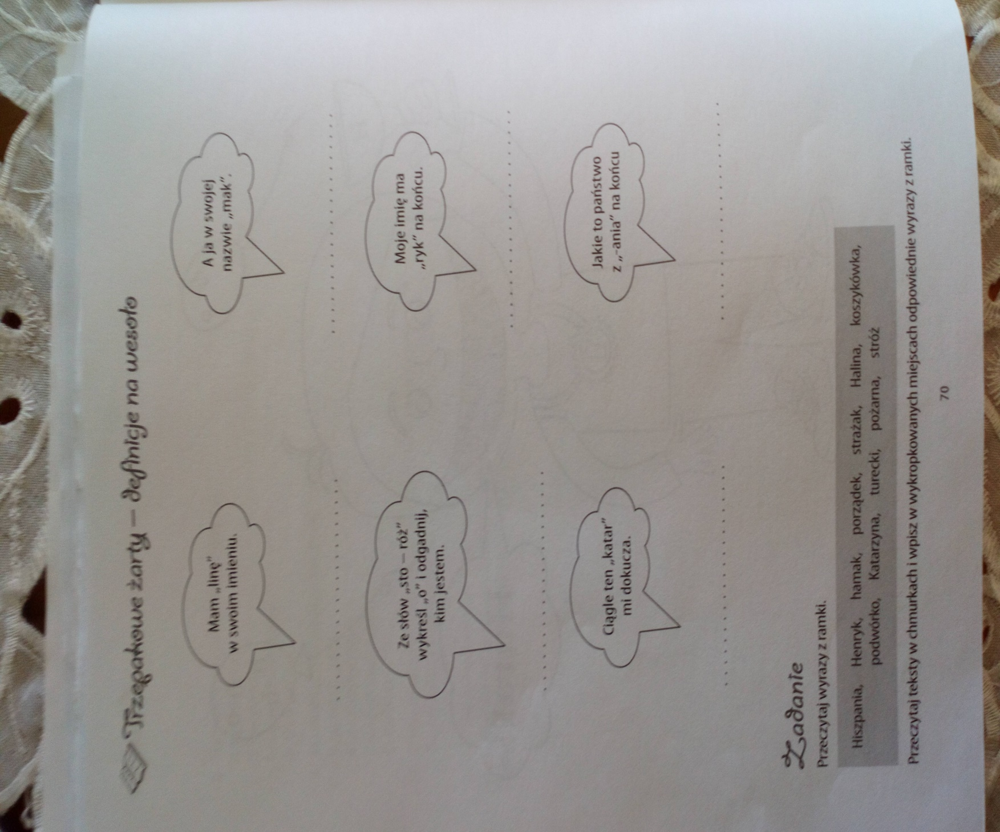 Trzepakowe żarty – definicje na wesoło
Mam „linę”
w swoim imieniu.
A ja w swojej
nazwie „mak”.
Ze słów „sto – róż”
wykreśl „o” i odgadnij,
kim jestem.
Moje imię ma
„ryk” na końcu.
Ciągle ten „katar”
mi dokucza.
Jakie to państwo
z „-ania” na końcu
Zadanie
Przeczytaj wyrazy z ramki.
Hiszpania, Henryk, hamak, porządek, strażak, Halina, koszykówka,
podwórko, Katarzyna, turecki, pożarna, stróż
Przeczytaj teksty w chmurkach i wpisz w wykropkowanych miejscach odpowiednie wyrazy z ramki.
70